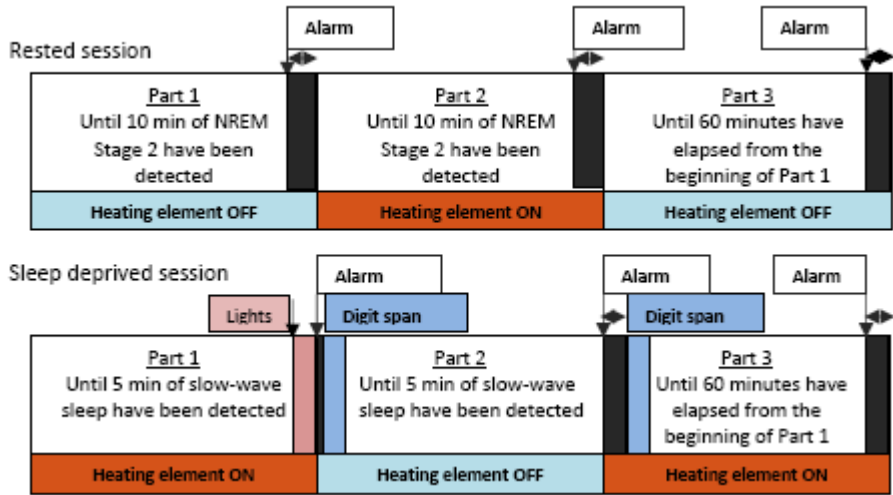 Alarm
Alarm
Alarm
Rested session
Part 1
Until 10 min of NREM
Stage 2 have been
detected
Part 2
Until 10 min of NREM
Stage 2 have been
detected
Part 3
Until 60 minutes have
elapsed from the
beginning of Part 1
Heating element OFF
Heating element ON
Heating element OFF
Sleep deprived session
Alarm
Alarm
Alarm
Lights
Digit span
Digit span
Part 1
Until 5 min of slow-wave
sleep have been detected
Part 2
Until 5 min of slow-wave
sleep have been detected
Part 3
Until 60 minutes have
elapsed from the
beginning of Part 1
Heating element ON
Heating element OFF
Heating element ON